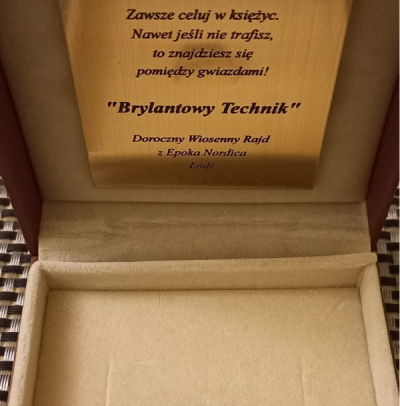 Zawsze celuj w księżyc.
Nawet jeśli nie trafisz,
to znajdziesz się
pomiędzy gwiazdami!
"Brylantowy Technik"
Doroczny Wiosenny Rajd
z Epoka Nordica
Łódź